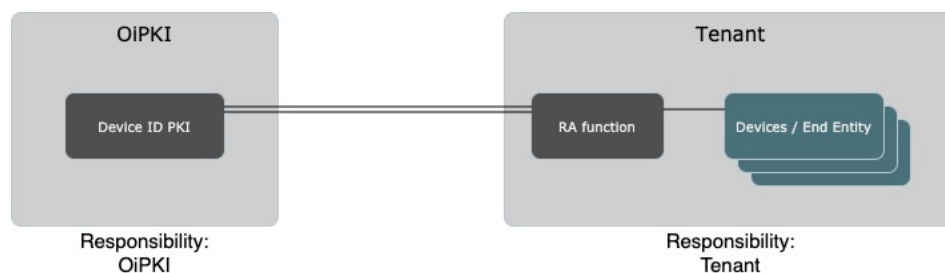 OiPKI
Tenant
Device ID PKI
RA function
Devices / End Entity
Responsibility:
OiPKI
Responsibility:
Tenant